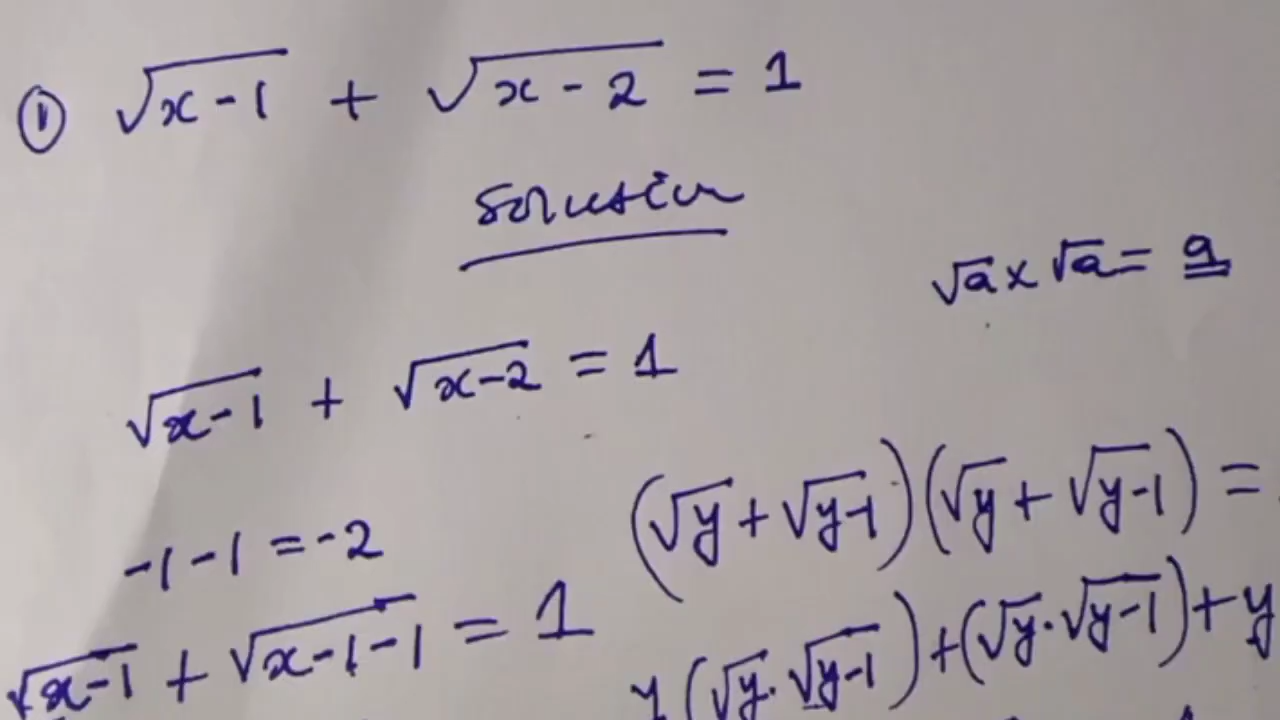 ① √(x-1) + √(x-2) = 1
Solution
√a × √a = a
√(x-1) + √(x-2) = 1
-1-1 = -2
√(x-1) + √(x-1-1) = 1
(√y + √(y-1))(√y + √(y-1)) =
y(√y·√(y-1)) + (√y·√(y-1)) + y